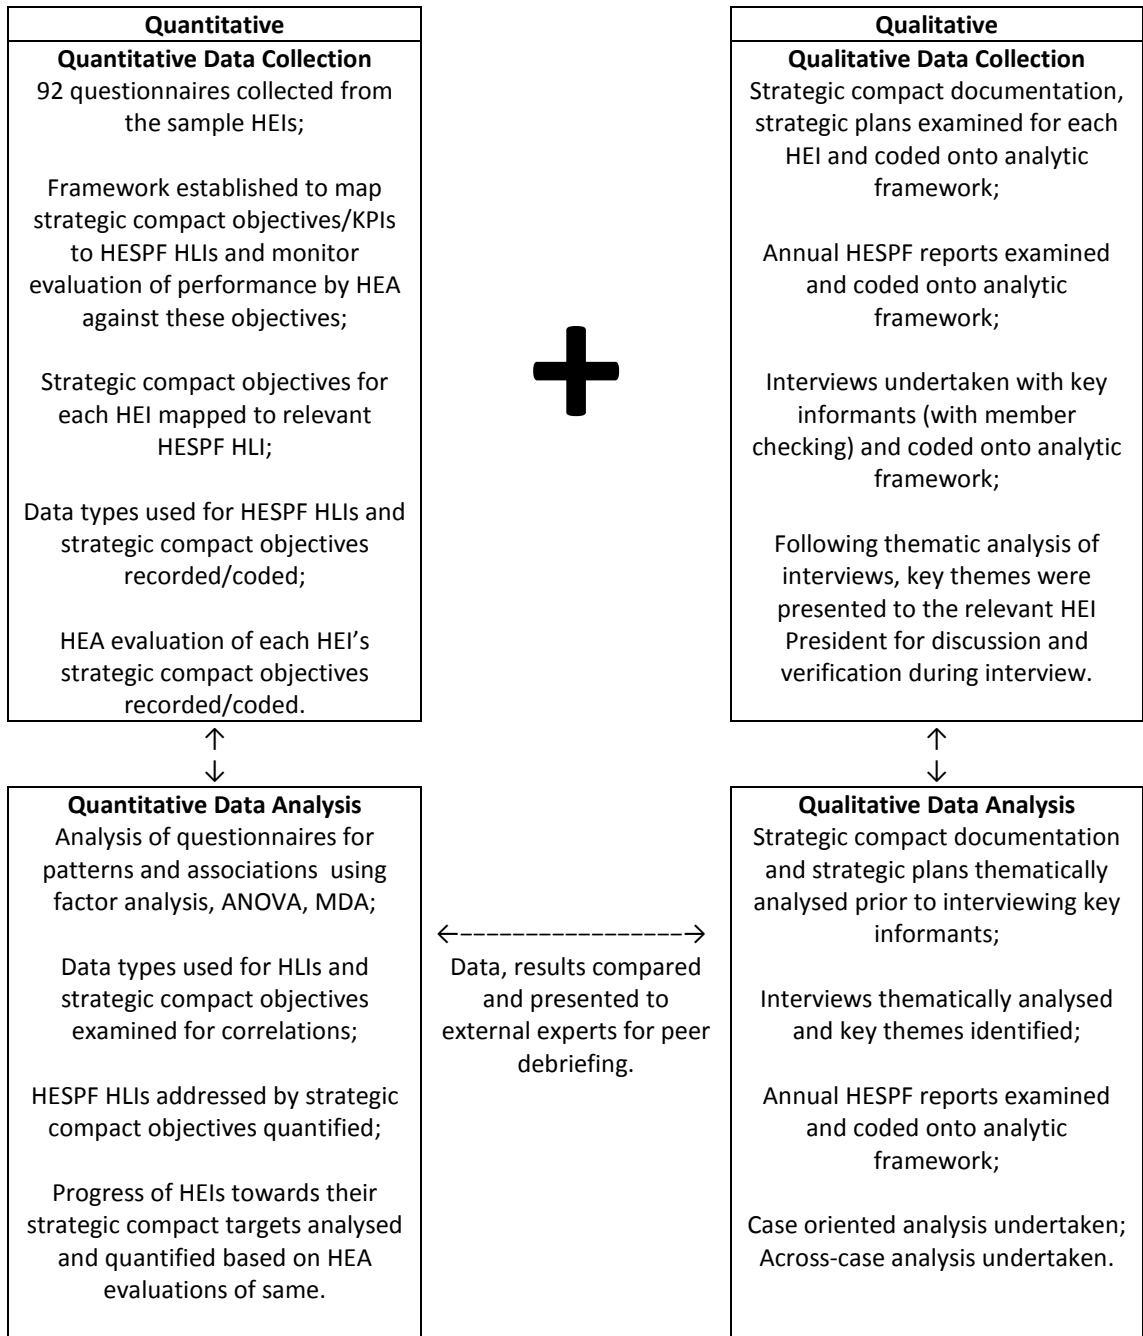 Quantitative
Quantitative Data Collection
92 questionnaires collected from
the sample HEIs;
Framework established to map
strategic compact objectives/KPIs
to HESPF HLIs and monitor
evaluation of performance by HEA
against these objectives;
Strategic compact objectives for
each HEI mapped to relevant
HESPF HLI;
Data types used for HESPF HLIs and
strategic compact objectives
recorded/coded;
HEA evaluation of each HEI’s
strategic compact objectives
recorded/coded.
+
Qualitative
Qualitative Data Collection
Strategic compact documentation,
strategic plans examined for each
HEI and coded onto analytic
framework;
Annual HESPF reports examined
and coded onto analytic
framework;
Interviews undertaken with key
informants (with member
checking) and coded onto analytic
framework;
Following thematic analysis of
interviews, key themes were
presented to the relevant HEI
President for discussion and
verification during interview.
Quantitative Data Analysis
Analysis of questionnaires for
patterns and associations using
factor analysis, ANOVA, MDA;
Data types used for HLIs and
strategic compact objectives
examined for correlations;
HESPF HLIs addressed by strategic
compact objectives quantified;
Progress of HEIs towards their
strategic compact targets analysed
and quantified based on HEA
evaluations of same.
Data, results compared
and presented to
external experts for peer
debriefing.
Qualitative Data Analysis
Strategic compact documentation
and strategic plans thematically
analysed prior to interviewing key
informants;
Interviews thematically analysed
and key themes identified;
Annual HESPF reports examined
and coded onto analytic
framework;
Case oriented analysis undertaken;
Across-case analysis undertaken.